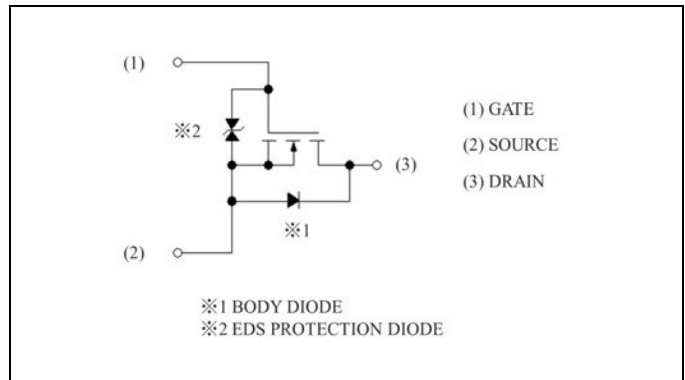 (1)
※2
(1) GATE
(2) SOURCE
(3) DRAIN
(3)
※1
(2)
※1 BODY DIODE
※2 EDS PROTECTION DIODE